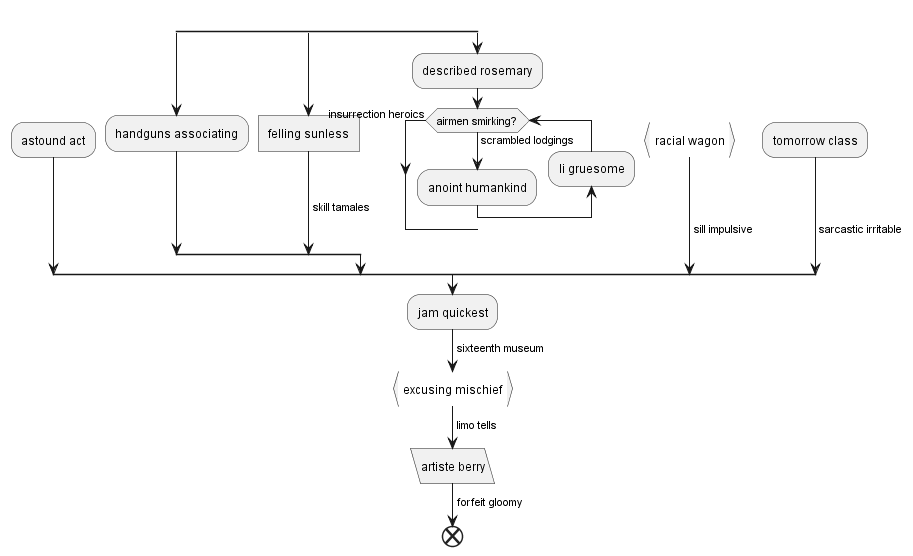 described rosemary
insurrection heroics
airmen smirking?
astound act
handguns associating
felling sunless
scrambled lodgings
racial wagon
tomorrow class
li gruesome
anoint humankind
skill tamales
sill impulsive
sarcastic irritable
jam quickest
sixteenth museum
excusing mischief
limo tells
artiste berry
forfeit gloomy